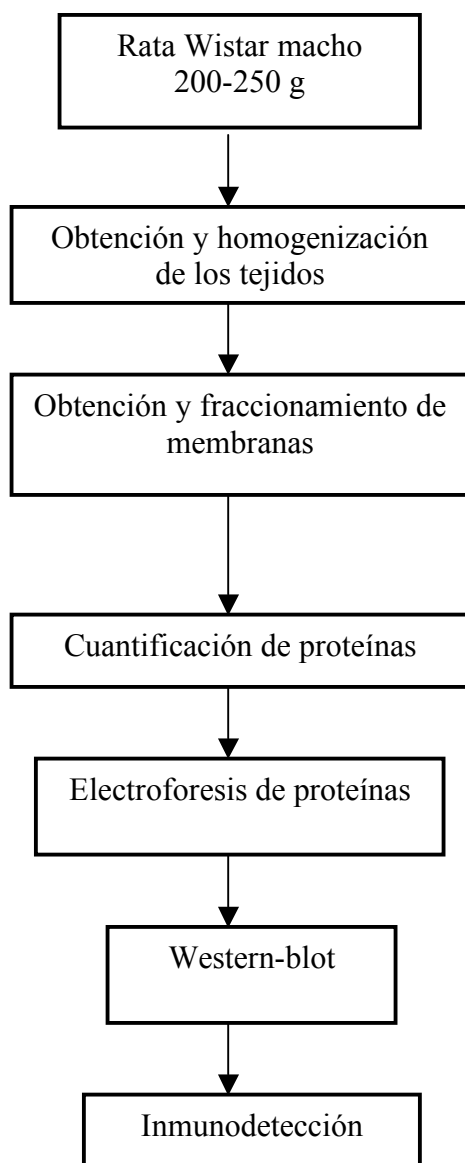 Rata Wistar macho
200-250 g
Obtención y homogenización
de los tejidos
Obtención y fraccionamiento de
membranas
Cuantificación de proteínas
Electroforesis de proteínas
Western-blot
Inmunodetección